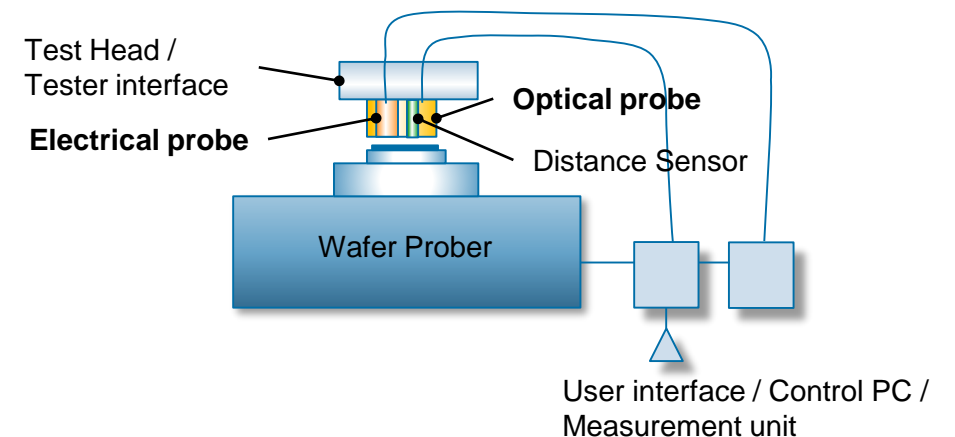 Test Head /
Tester interface
Optical probe
Electrical probe
Distance Sensor
Wafer Prober
User interface / Control PC /
Measurement unit